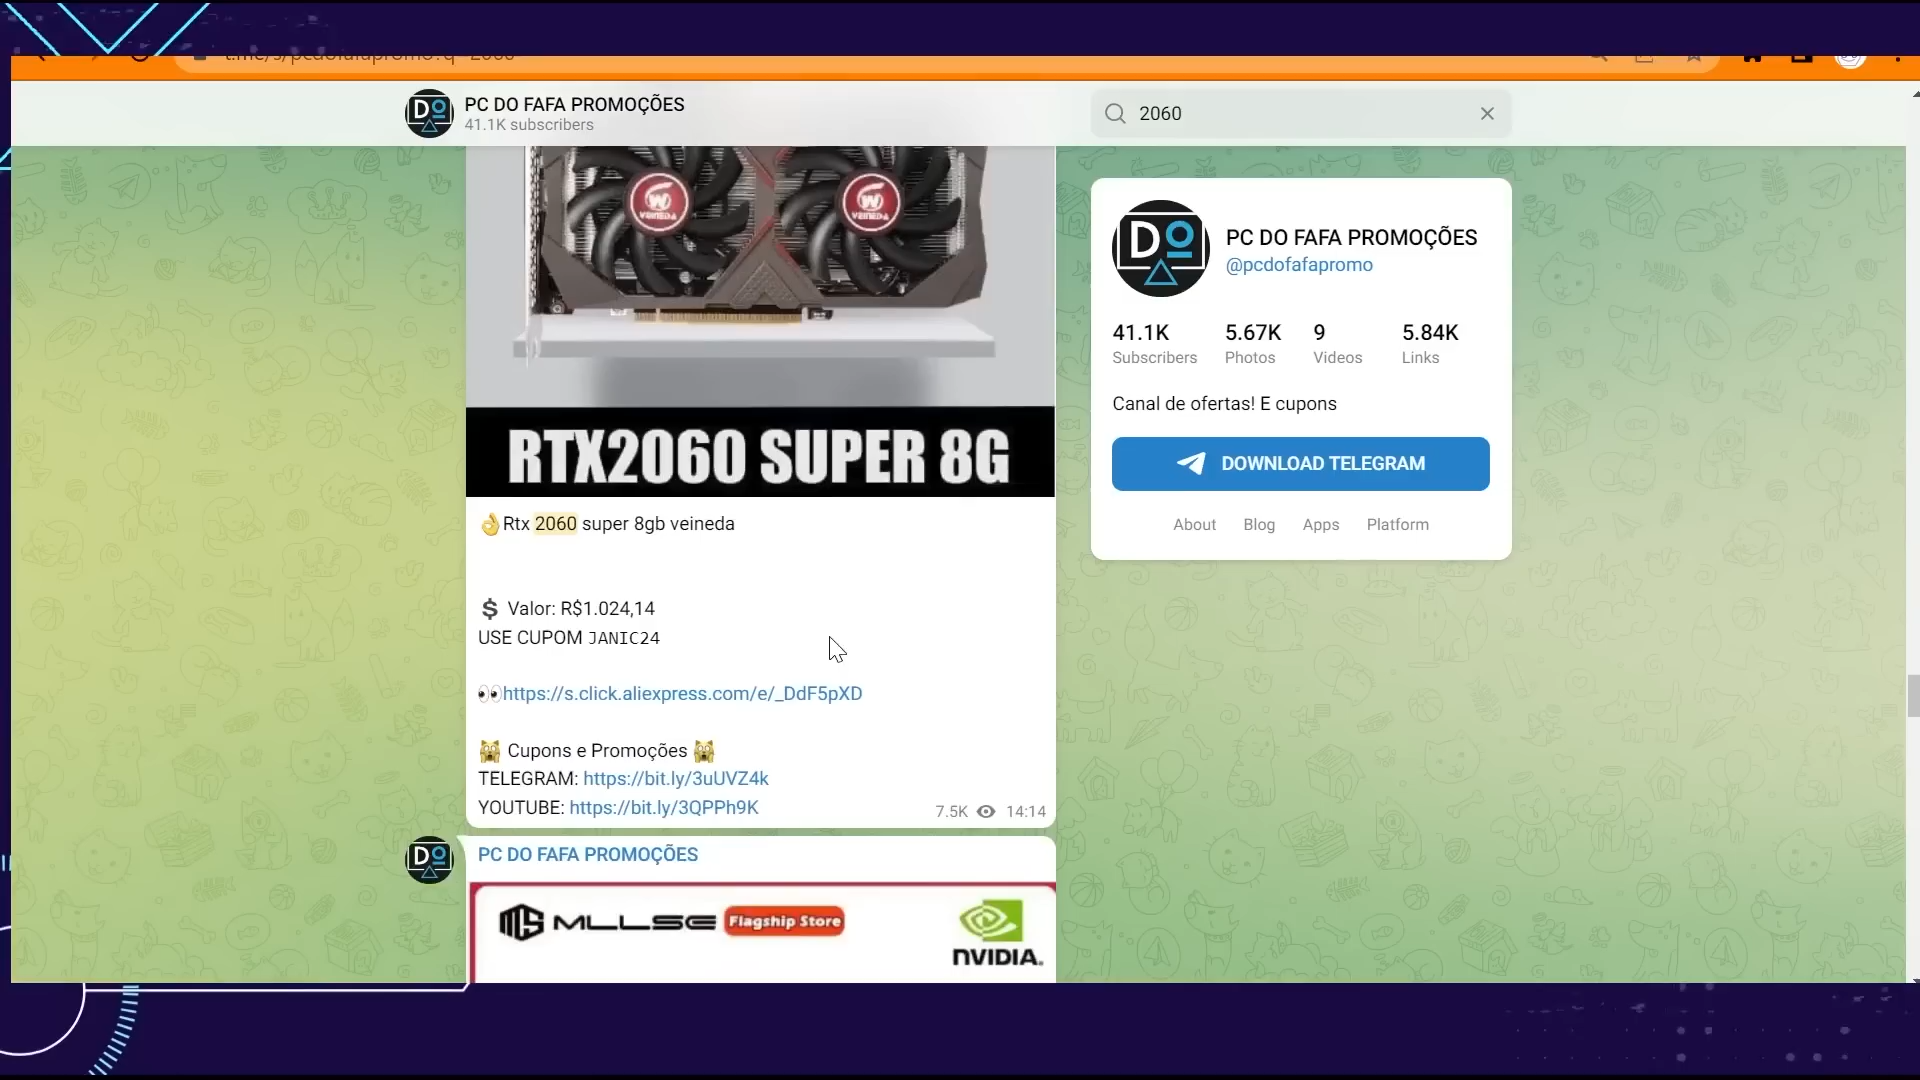 PC DO FAFA PROMOÇÕES
41.1K subscribers
2060
VEINEDA
VEINEDA
RTX2060 SUPER 8G
👌Rtx 2060 super 8gb veineda
💲 Valor: R$1.024,14
USE CUPOM JANIC24
👀https://s.click.aliexpress.com/e/_DdF5pXD
🙀 Cupons e Promoções 🙀
TELEGRAM: https://bit.ly/3uUVZ4k
YOUTUBE: https://bit.ly/3QPPh9K
7.5K 14:14
PC DO FAFA PROMOÇÕES
MLLSE Flagship Store
NVIDIA.
DO
PC DO FAFA PROMOÇÕES
@pcdofafapromo
41.1K 5.67K 9 5.84K
Subscribers Photos Videos Links
Canal de ofertas! E cupons
DOWNLOAD TELEGRAM
About Blog Apps Platform